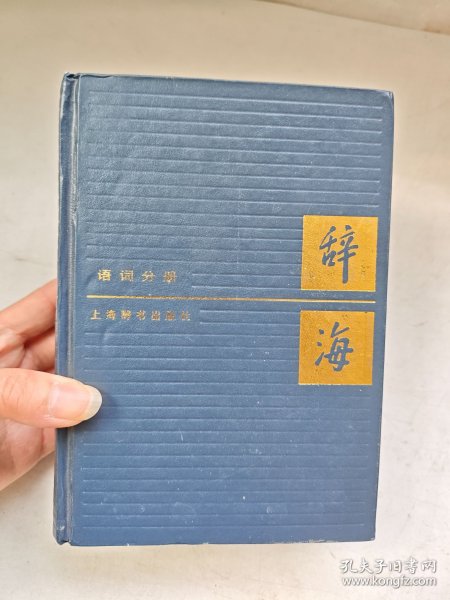 辞
海
语词分册
上海辞书出版社
孔夫子旧书网
www.kongfz.com